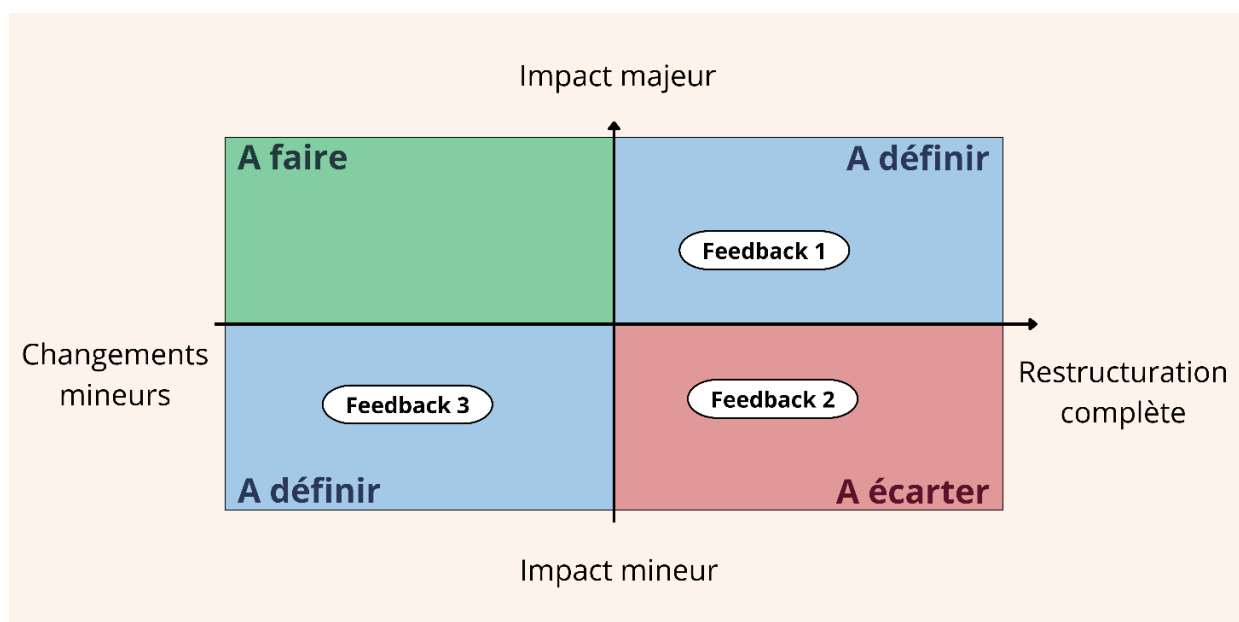 Impact majeur
A faire
A définir
Feedback 1
Changements
mineurs
Restructuration
complète
Feedback 3
Feedback 2
A définir
A écarter
Impact mineur